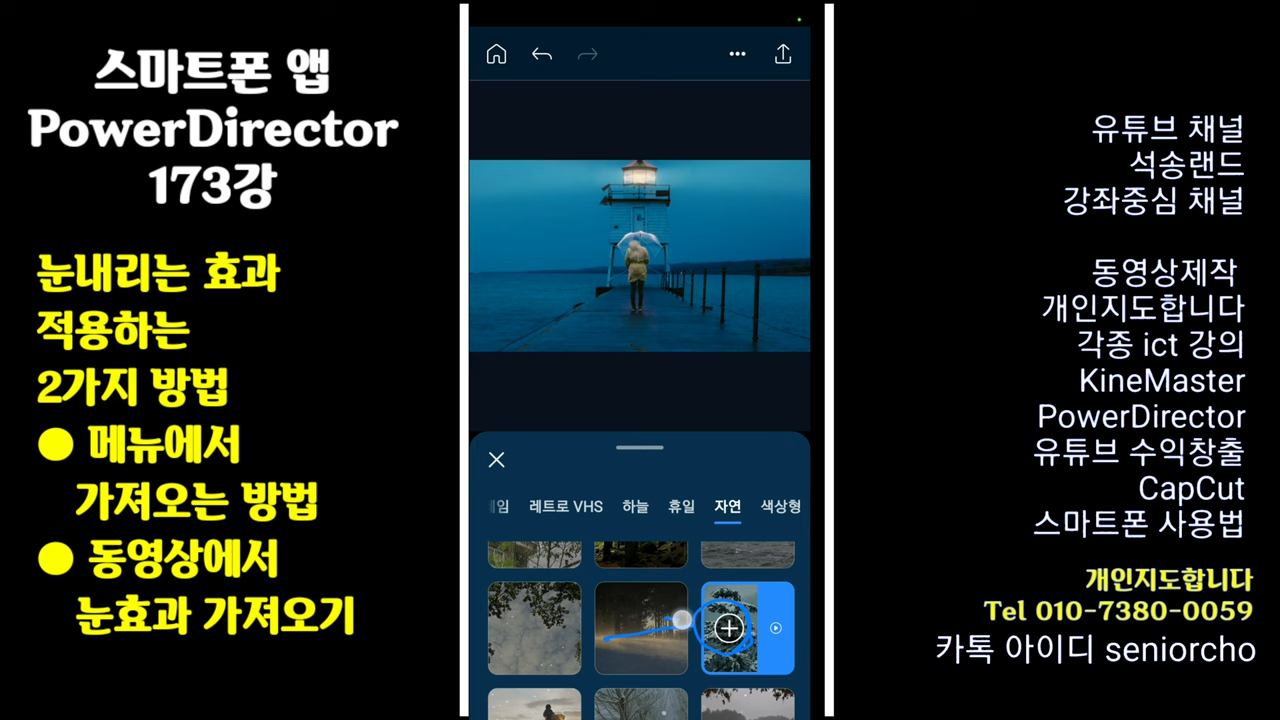 스마트폰 앱
PowerDirector
173강
눈내리는 효과
적용하는
2가지 방법
● 메뉴에서
가져오는 방법
● 동영상에서
눈효과 가져오기
레임 레트로 VHS 하늘 휴일 자연 색상형
유튜브 채널
석송랜드
강좌중심 채널
동영상제작
개인지도합니다
각종 ict 강의
KineMaster
PowerDirector
유튜브 수익창출
CapCut
스마트폰 사용법
개인지도합니다
Tel 010-7380-0059
카톡 아이디 seniorcho